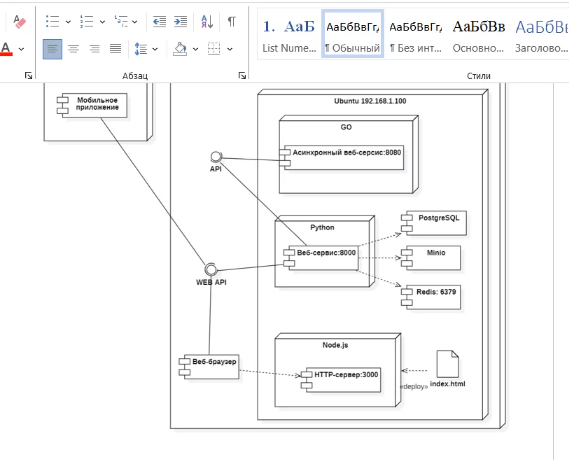 А
Абзац
1. АаБ
АаБбВвГг,
АаБбВвГг,
АаБбВв
АаБбВв
List Nume...
¶ Обычный
¶ Без инт...
Основно...
Заголово...
Стили
Мобильное
приложение
Ubuntu 192.168.1.100
GO
Асинхронный веб-серсис:8080
API
Python
Веб-сервис:8000
PostgreSQL
Minio
Redis: 6379
WEB API
Node.js
Веб-браузер
HTTP-сервер:3000
«deploy»
index.html